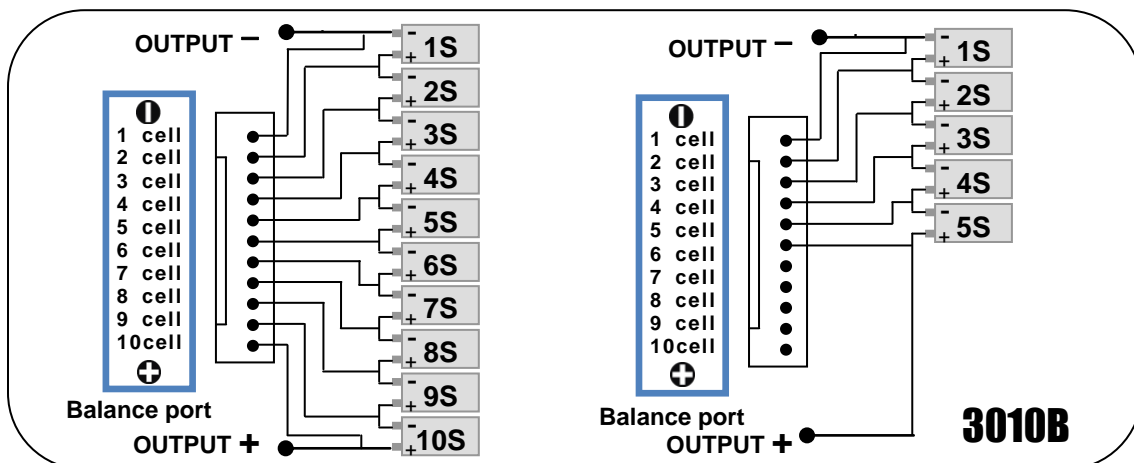 OUTPUT −
-
+ 1S
-
+ 2S
-
+ 3S
-
+ 4S
-
+ 5S
-
+ 6S
-
+ 7S
-
+ 8S
-
+ 9S
-
+ 10S
1 cell
2 cell
3 cell
4 cell
5 cell
6 cell
7 cell
8 cell
9 cell
10cell
Balance port
OUTPUT +
OUTPUT −
-
+ 1S
-
+ 2S
-
+ 3S
-
+ 4S
-
+ 5S
1 cell
2 cell
3 cell
4 cell
5 cell
6 cell
7 cell
8 cell
9 cell
10cell
Balance port
OUTPUT +
3010B